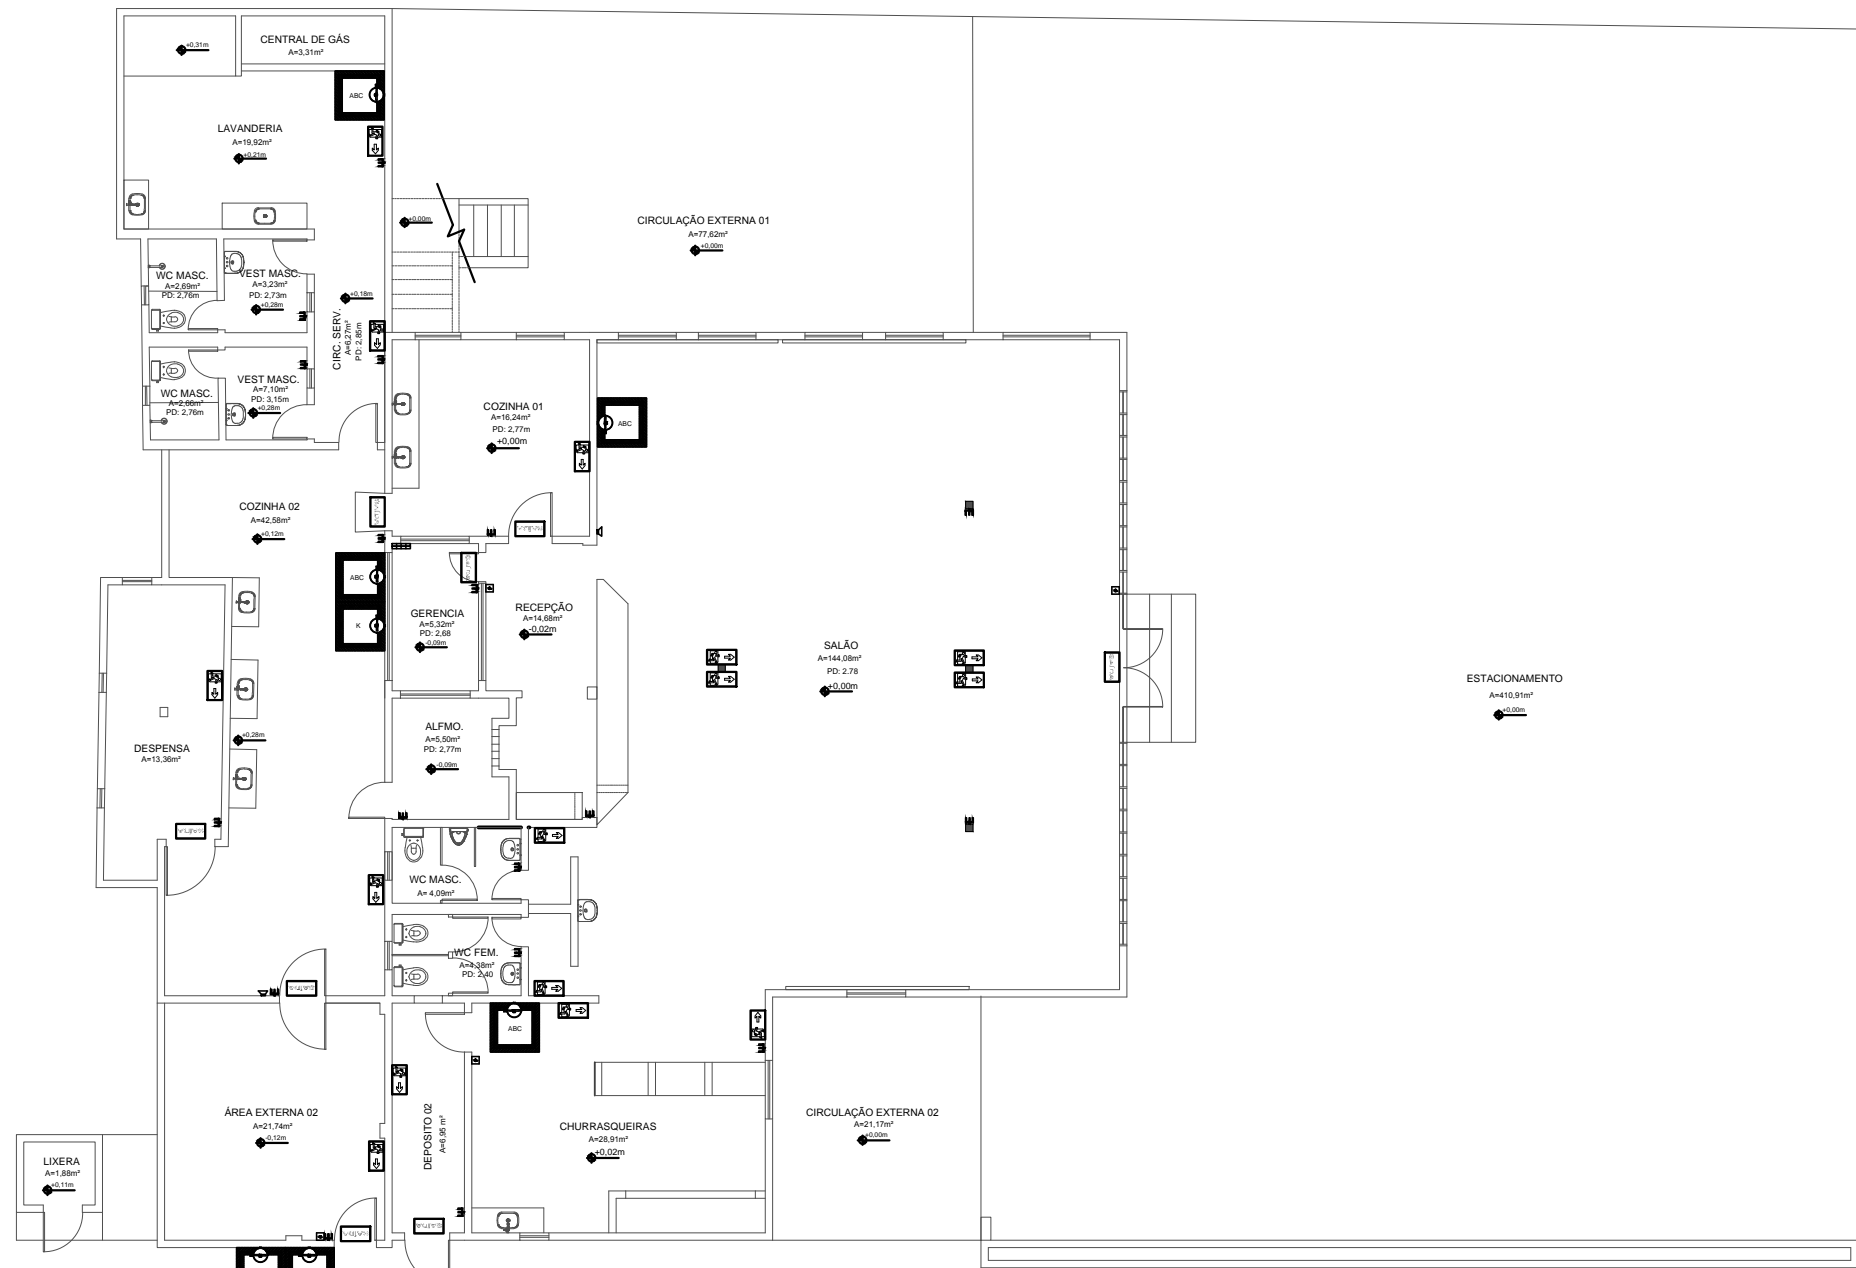 +0,31m
CENTRAL DE GÁS
A=3,31m²
ABC
LAVANDERIA
A=19,92m²
+0,21m
+0,00m
CIRCULAÇÃO EXTERNA 01
A=77,62m²
+0,00m
WC MASC.
A=2,69m²
PD: 2,76m
VEST MASC.
A=3,23m²
PD: 2,73m
+0,28m
+0,18m
CIRC. SERV.
A=6,27m²
PD: 2,85m
WC MASC.
A=2,66m²
PD: 2,76m
VEST MASC.
A=7,10m²
PD: 3,15m
+0,28m
COZINHA 01
A=16,24m²
PD: 2,77m
+0,00m
ABC
COZINHA 02
A=42,58m²
+0,12m
ABC
K
GERENCIA
A=5,32m²
PD: 2,68
-0,09m
RECEPÇÃO
A=14,68m²
-0,02m
SALÃO
A=144,08m²
PD: 2.78
+0,00m
ESTACIONAMENTO
A=410,91m²
+0,00m
ALFMO.
A=5,50m²
PD: 2,77m
-0,09m
+0,28m
DESPENSA
A=13,36m²
WC MASC.
A= 4,09m²
WC FEM.
A=4,38m²
PD: 2,40
ABC
ÁREA EXTERNA 02
A=21,74m²
-0,12m
DEPOSITO 02
A=6,95 m²
CHURRASQUEIRAS
A=28,91m²
+0,02m
CIRCULAÇÃO EXTERNA 02
A=21,17m²
+0,00m
LIXERA
A=1,88m²
+0,11m